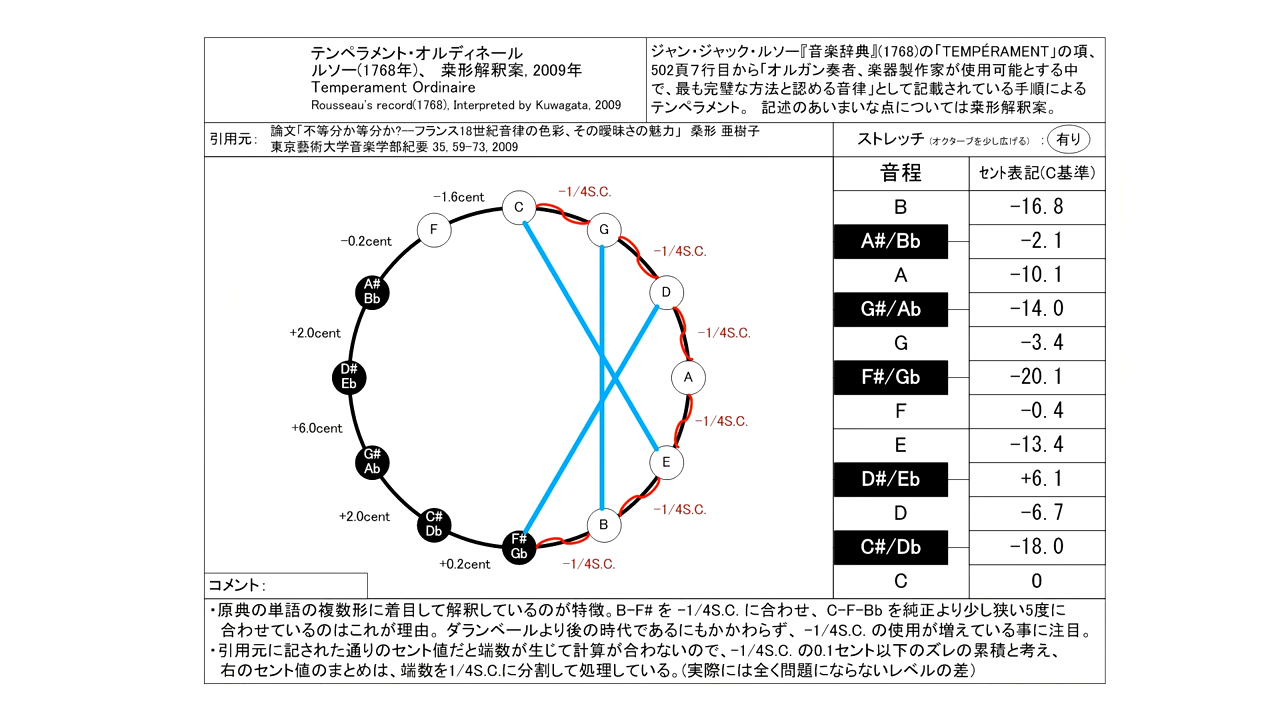 テンペラメント・オルディネール
ルソー(1768年)、 桒形解釈案, 2009年
Temperament Ordinaire
Rousseau's record(1768), Interpreted by Kuwagata, 2009
ジャン・ジャック・ルソー『音楽辞典』(1768)の「TEMPÉRAMENT」の項、
502頁7行目から「オルガン奏者、楽器製作家が使用可能とする中
で、最も完璧な方法と認める音律」として記載されている手順による
テンペラメント。 記述のあいまいな点については桒形解釈案。
引用元:
論文「不等分か等分か?--フランス18世紀音律の色彩、その曖昧さの魅力」 桑形 亜樹子
東京藝術大学音楽学部紀要 35, 59-73, 2009
ストレッチ (オクターブを少し広げる) : 有り
音程
セント表記(C基準)
B
-16.8
A#/Bb
-2.1
A
-10.1
G#/Ab
-14.0
G
-3.4
F#/Gb
-20.1
F
-0.4
E
-13.4
D#/Eb
+6.1
D
-6.7
C#/Db
-18.0
C
0
-1.6cent
C
-1/4S.C.
F
G
-0.2cent
-1/4S.C.
A#
Bb
D
+2.0cent
-1/4S.C.
D#
Eb
A
+6.0cent
-1/4S.C.
G#
Ab
E
+2.0cent
-1/4S.C.
C#
Db
B
F#
Gb
+0.2cent
-1/4S.C.
コメント:
・原典の単語の複数形に着目して解釈しているのが特徴。B-F# を -1/4S.C. に合わせ、 C-F-Bb を純正より少し狭い5度に
合わせているのはこれが理由。 ダランベールより後の時代であるにもかかわらず、 -1/4S.C. の使用が増えている事に注目。
・引用元に記された通りのセント値だと端数が生じて計算が合わないので、-1/4S.C. の0.1セント以下のズレの累積と考え、
右のセント値のまとめは、端数を1/4S.C.に分割して処理している。(実際には全く問題にならないレベルの差)